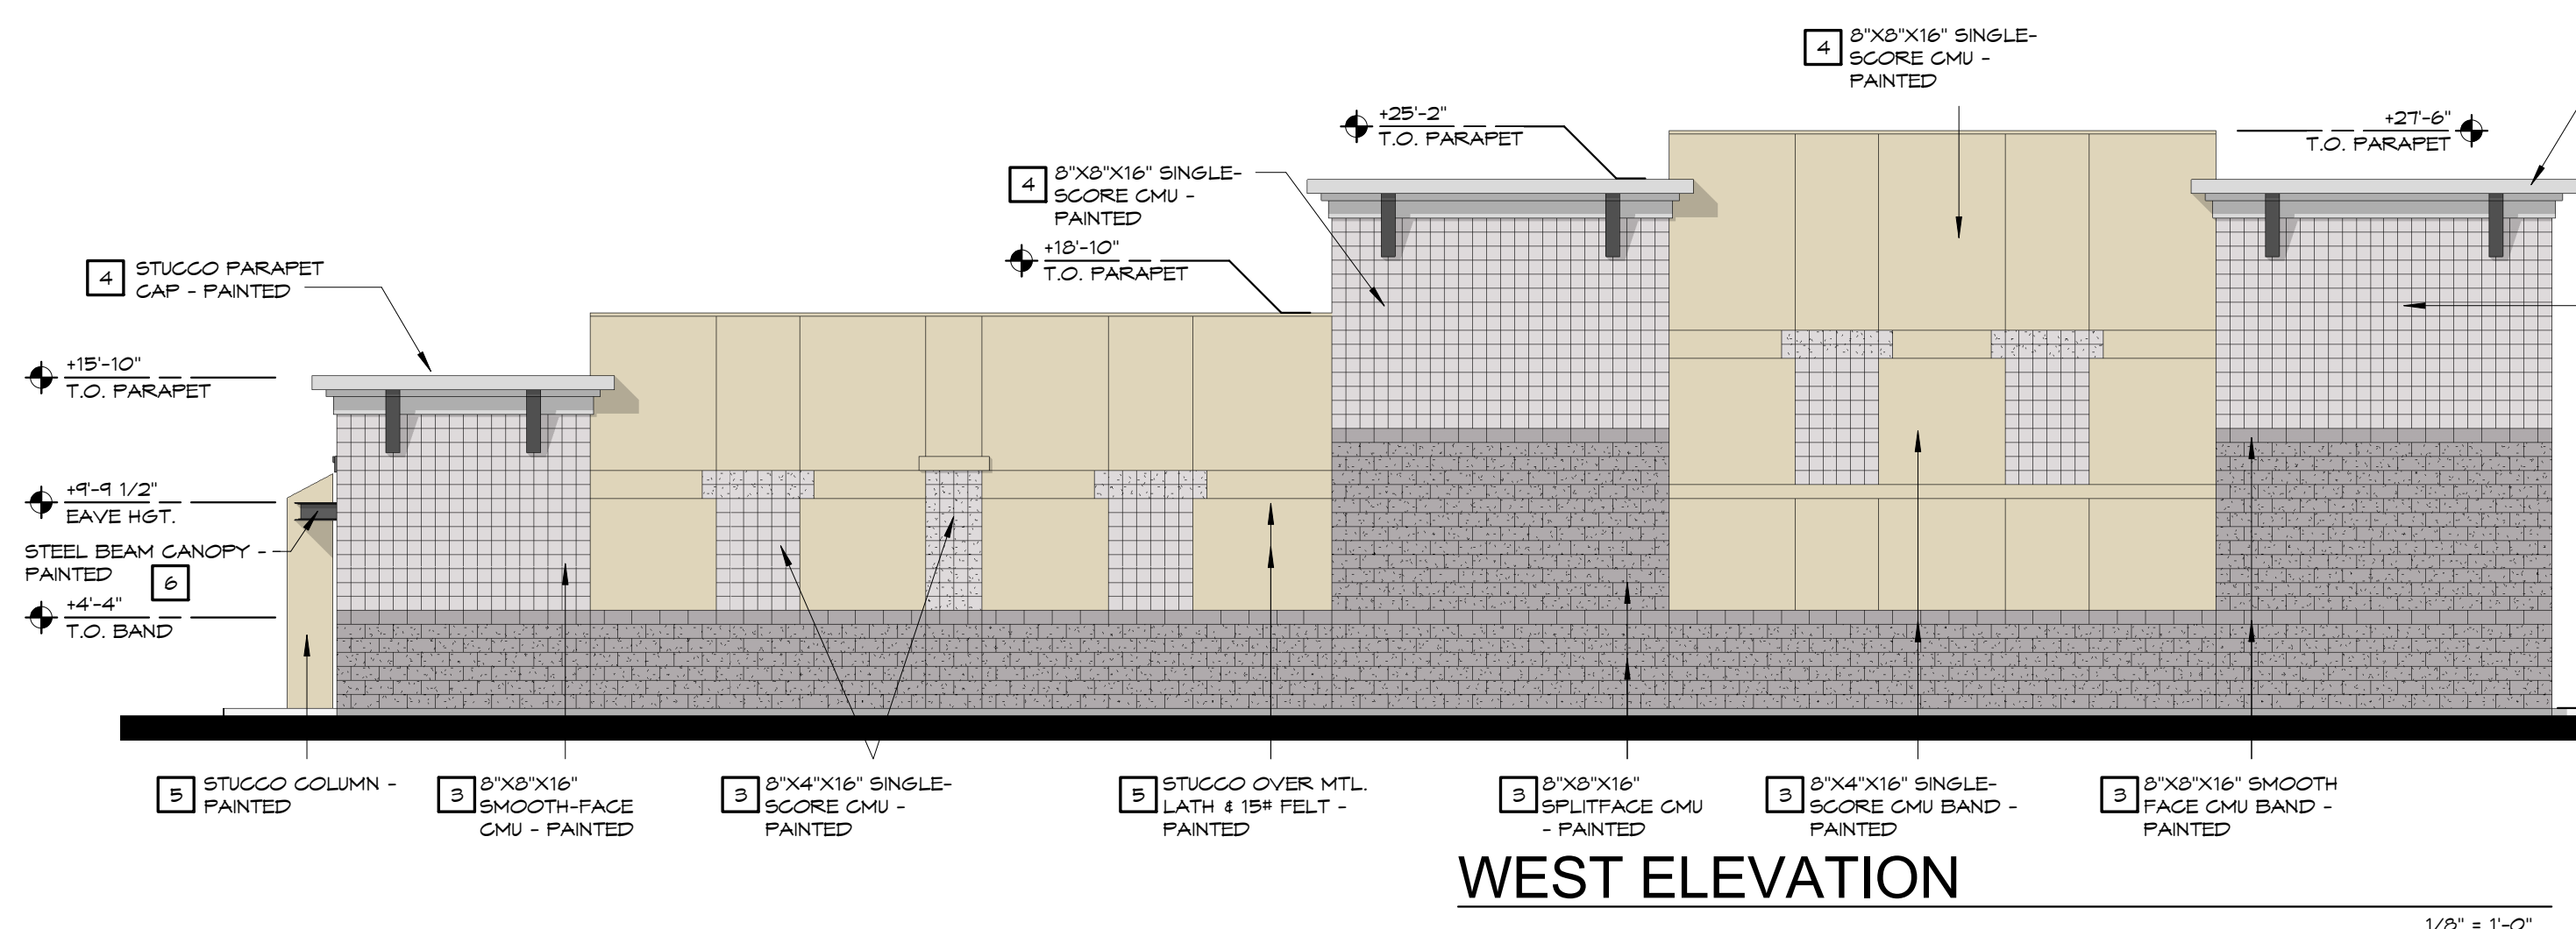 4
8"X8"X16" SINGLE-
SCORE CMU -
PAINTED
+25'-2"
T.O. PARAPET
+27'-6"
T.O. PARAPET
4
8"X8"X16" SINGLE-
SCORE CMU -
PAINTED
+18'-10"
T.O. PARAPET
4
STUCCO PARAPET
CAP - PAINTED
+15'-10"
T.O. PARAPET
+9'-9 1/2"
EAVE HGT.
STEEL BEAM CANOPY -
PAINTED
6
+4'-4"
T.O. BAND
5
STUCCO COLUMN -
PAINTED
3
8"X8"X16"
SMOOTH-FACE
CMU - PAINTED
3
8"X4"X16" SINGLE-
SCORE CMU -
PAINTED
5
STUCCO OVER MTL.
LATH & 15# FELT -
PAINTED
3
8"X8"X16"
SPLITFACE CMU
- PAINTED
3
8"X4"X16" SINGLE-
SCORE CMU BAND -
PAINTED
3
8"X8"X16" SMOOTH
FACE CMU BAND -
PAINTED
WEST ELEVATION
1/8" = 1'-0"